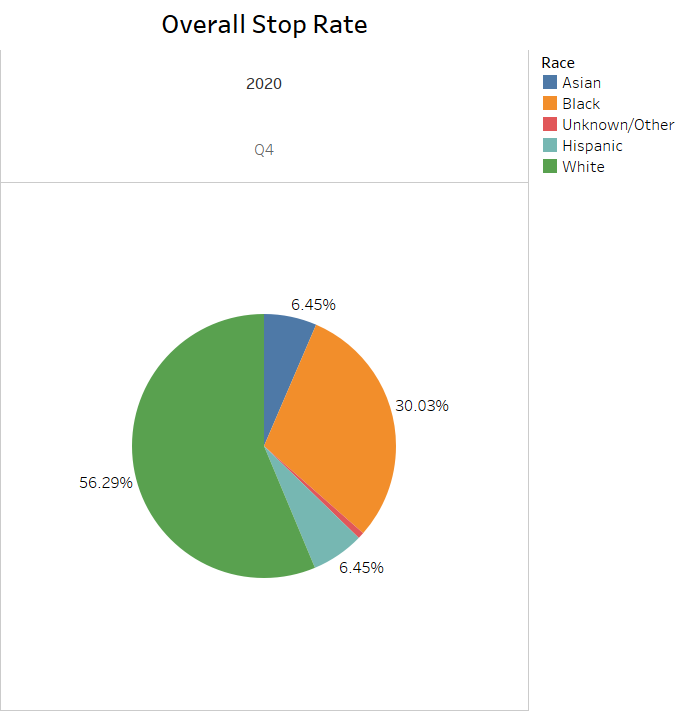 Overall Stop Rate
2020
Q4
Race
Asian
Black
Unknown/Other
Hispanic
White
6.45%
30.03%
56.29%
6.45%